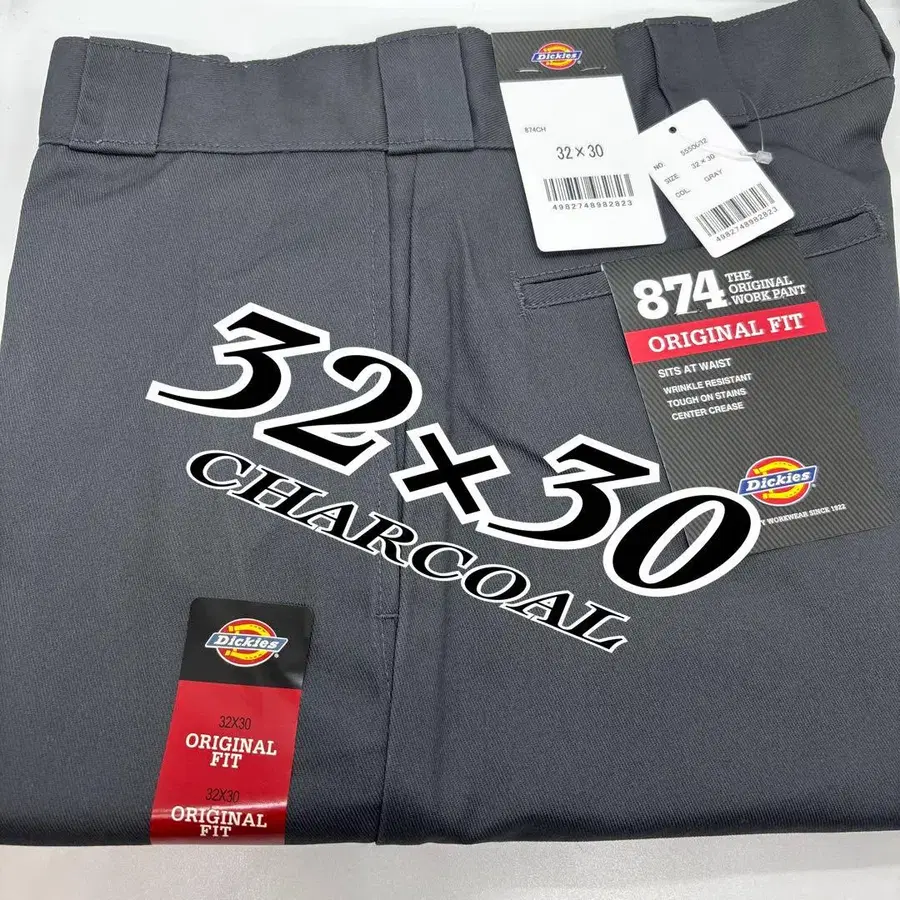 Dickies
874CH
32 × 30
4982748982823
NO. 5550632
SIZE. 32 × 30
COL. GRAY
4982748982823
874 THE
ORIGINAL
WORK PANT
ORIGINAL FIT
SITS AT WAIST
WRINKLE RESISTANT
TOUGH ON STAINS
CENTER CREASE
Dickies
WORKWEAR SINCE 1922
32×30
CHARCOAL
Dickies
32X30
ORIGINAL
FIT
32X30
ORIGINAL
FIT